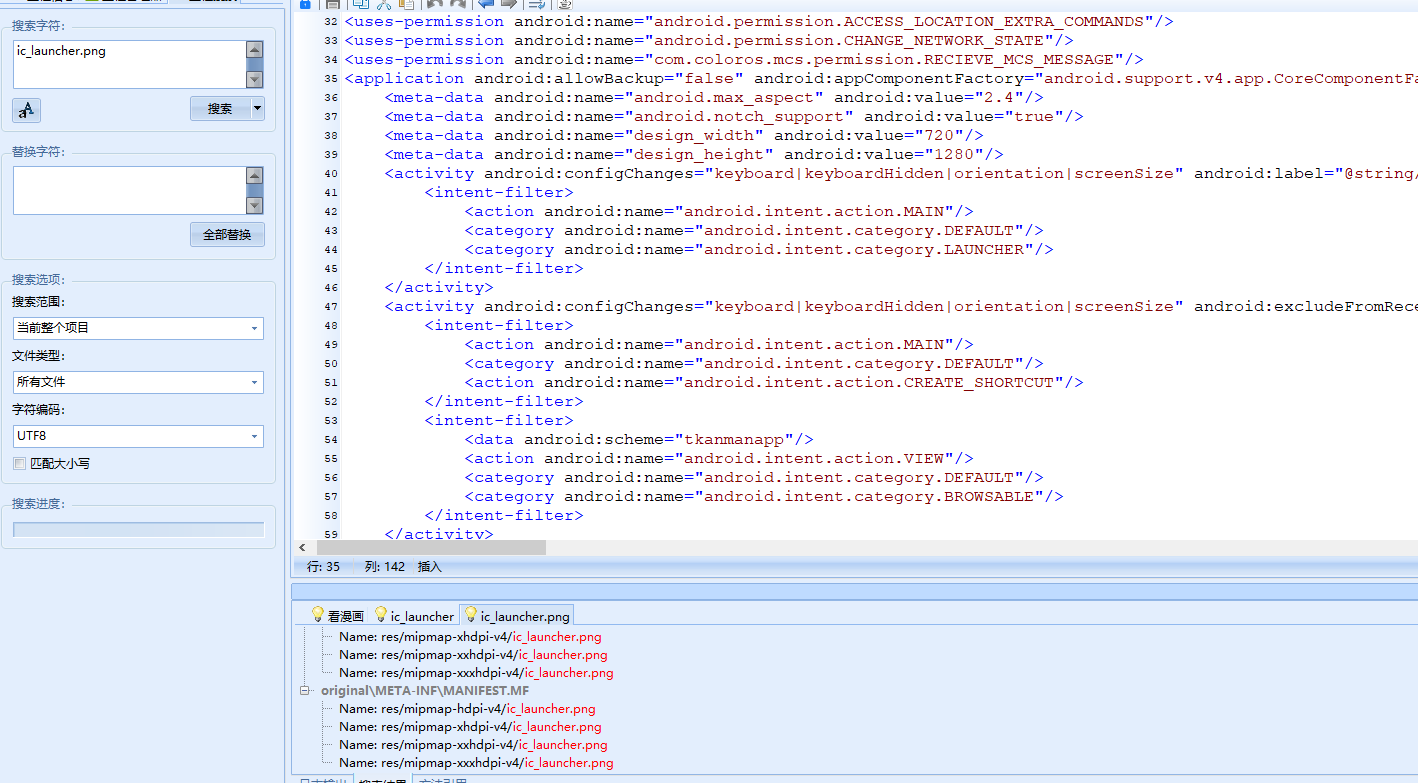 搜索字符:
ic_launcher.png
搜索
替换字符:
全部替换
搜索选项:
搜索范围:
当前整个项目
文件类型:
所有文件
字符编码:
UTF8
匹配大小写
搜索进度:
32 <uses-permission android:name="android.permission.ACCESS_LOCATION_EXTRA_COMMANDS"/>
33 <uses-permission android:name="android.permission.CHANGE_NETWORK_STATE"/>
34 <uses-permission android:name="com.coloros.mcs.permission.RECIEVE_MCS_MESSAGE"/>
35 <application android:allowBackup="false" android:appComponentFactory="android.support.v4.app.CoreComponentFa
36 <meta-data android:name="android.max_aspect" android:value="2.4"/>
37 <meta-data android:name="android.notch_support" android:value="true"/>
38 <meta-data android:name="design_width" android:value="720"/>
39 <meta-data android:name="design_height" android:value="1280"/>
40 <activity android:configChanges="keyboard|keyboardHidden|orientation|screenSize" android:label="@string/
41 <intent-filter>
42 <action android:name="android.intent.action.MAIN"/>
43 <category android:name="android.intent.category.DEFAULT"/>
44 <category android:name="android.intent.category.LAUNCHER"/>
45 </intent-filter>
46 </activity>
47 <activity android:configChanges="keyboard|keyboardHidden|orientation|screenSize" android:excludeFromRece
48 <intent-filter>
49 <action android:name="android.intent.action.MAIN"/>
50 <category android:name="android.intent.category.DEFAULT"/>
51 <action android:name="android.intent.action.CREATE_SHORTCUT"/>
52 </intent-filter>
53 <intent-filter>
54 <data android:scheme="tkanmanapp"/>
55 <action android:name="android.intent.action.VIEW"/>
56 <category android:name="android.intent.category.DEFAULT"/>
57 <category android:name="android.intent.category.BROWSABLE"/>
58 </intent-filter>
59 </activity>
行: 35 列: 142 插入
看漫画 ic_launcher ic_launcher.png
Name: res/mipmap-xhdpi-v4/ic_launcher.png
Name: res/mipmap-xxhdpi-v4/ic_launcher.png
Name: res/mipmap-xxxhdpi-v4/ic_launcher.png
original\META-INF\MANIFEST.MF
Name: res/mipmap-hdpi-v4/ic_launcher.png
Name: res/mipmap-xhdpi-v4/ic_launcher.png
Name: res/mipmap-xxhdpi-v4/ic_launcher.png
Name: res/mipmap-xxxhdpi-v4/ic_launcher.png